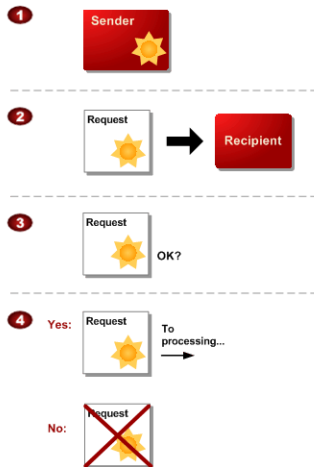 1
Sender
2
Request
Recipient
3
Request
OK?
4
Yes:
Request
To
processing...
No:
Request